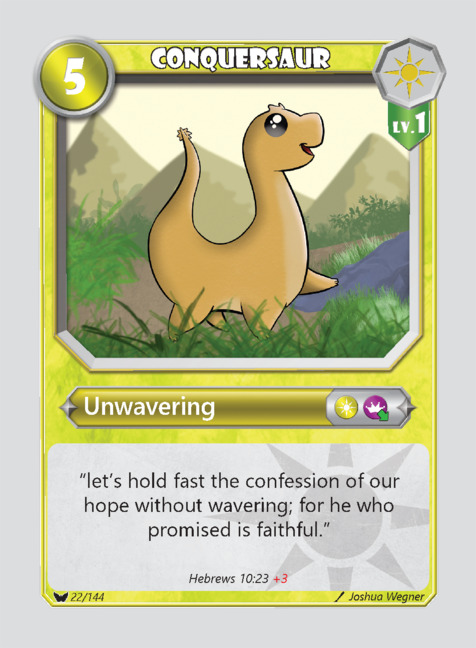 5
CONQUERSAUR
LV.1
Unwavering
“let’s hold fast the confession of our
hope without wavering; for he who
promised is faithful.”
Hebrews 10:23 +3
22/144
Joshua Wegner